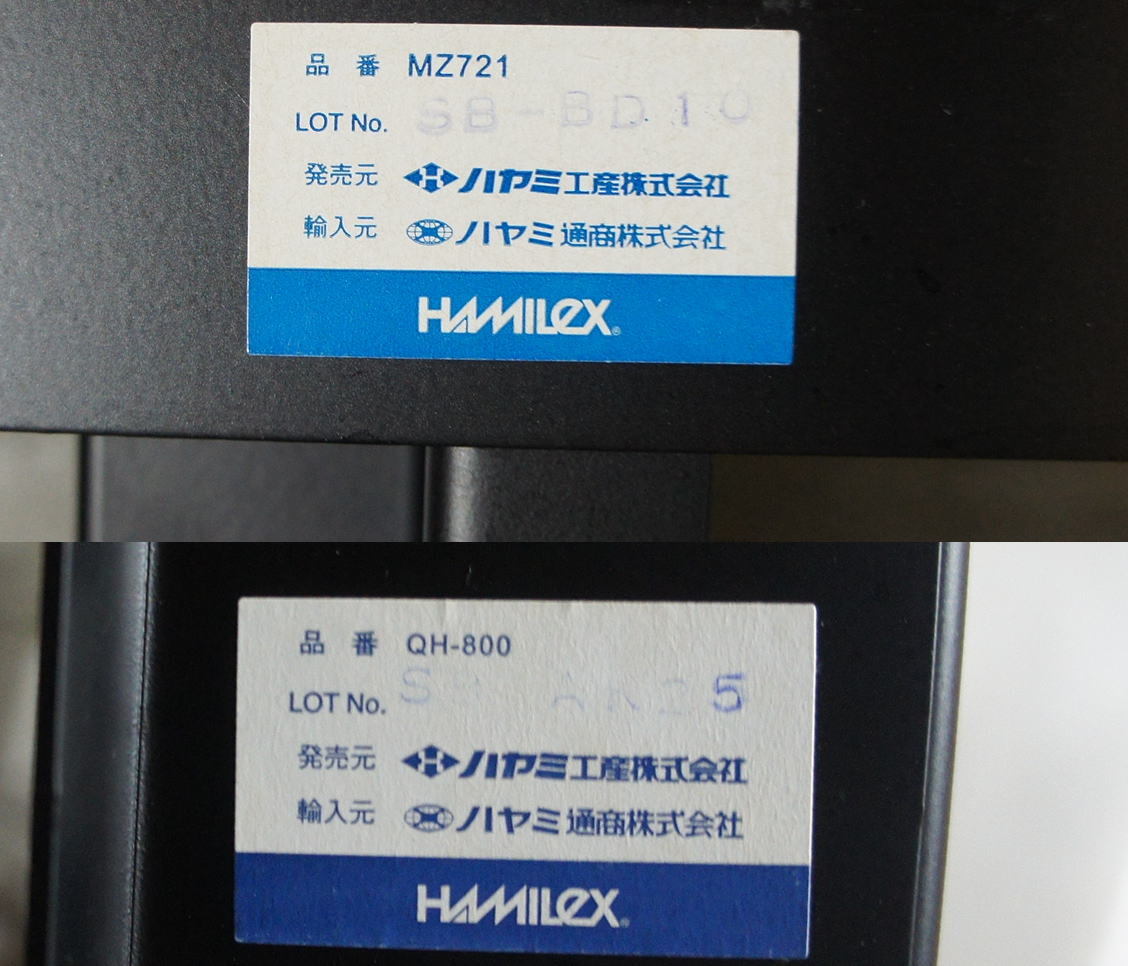 品 番 MZ721
LOT No. SB-BD10
発売元 ハヤミ工産株式会社
輸入元 ハヤミ通商株式会社
HAMILEX®
品 番 QH-800
LOT No.
発売元 ハヤミ工産株式会社
輸入元 ハヤミ通商株式会社
HAMILEX®